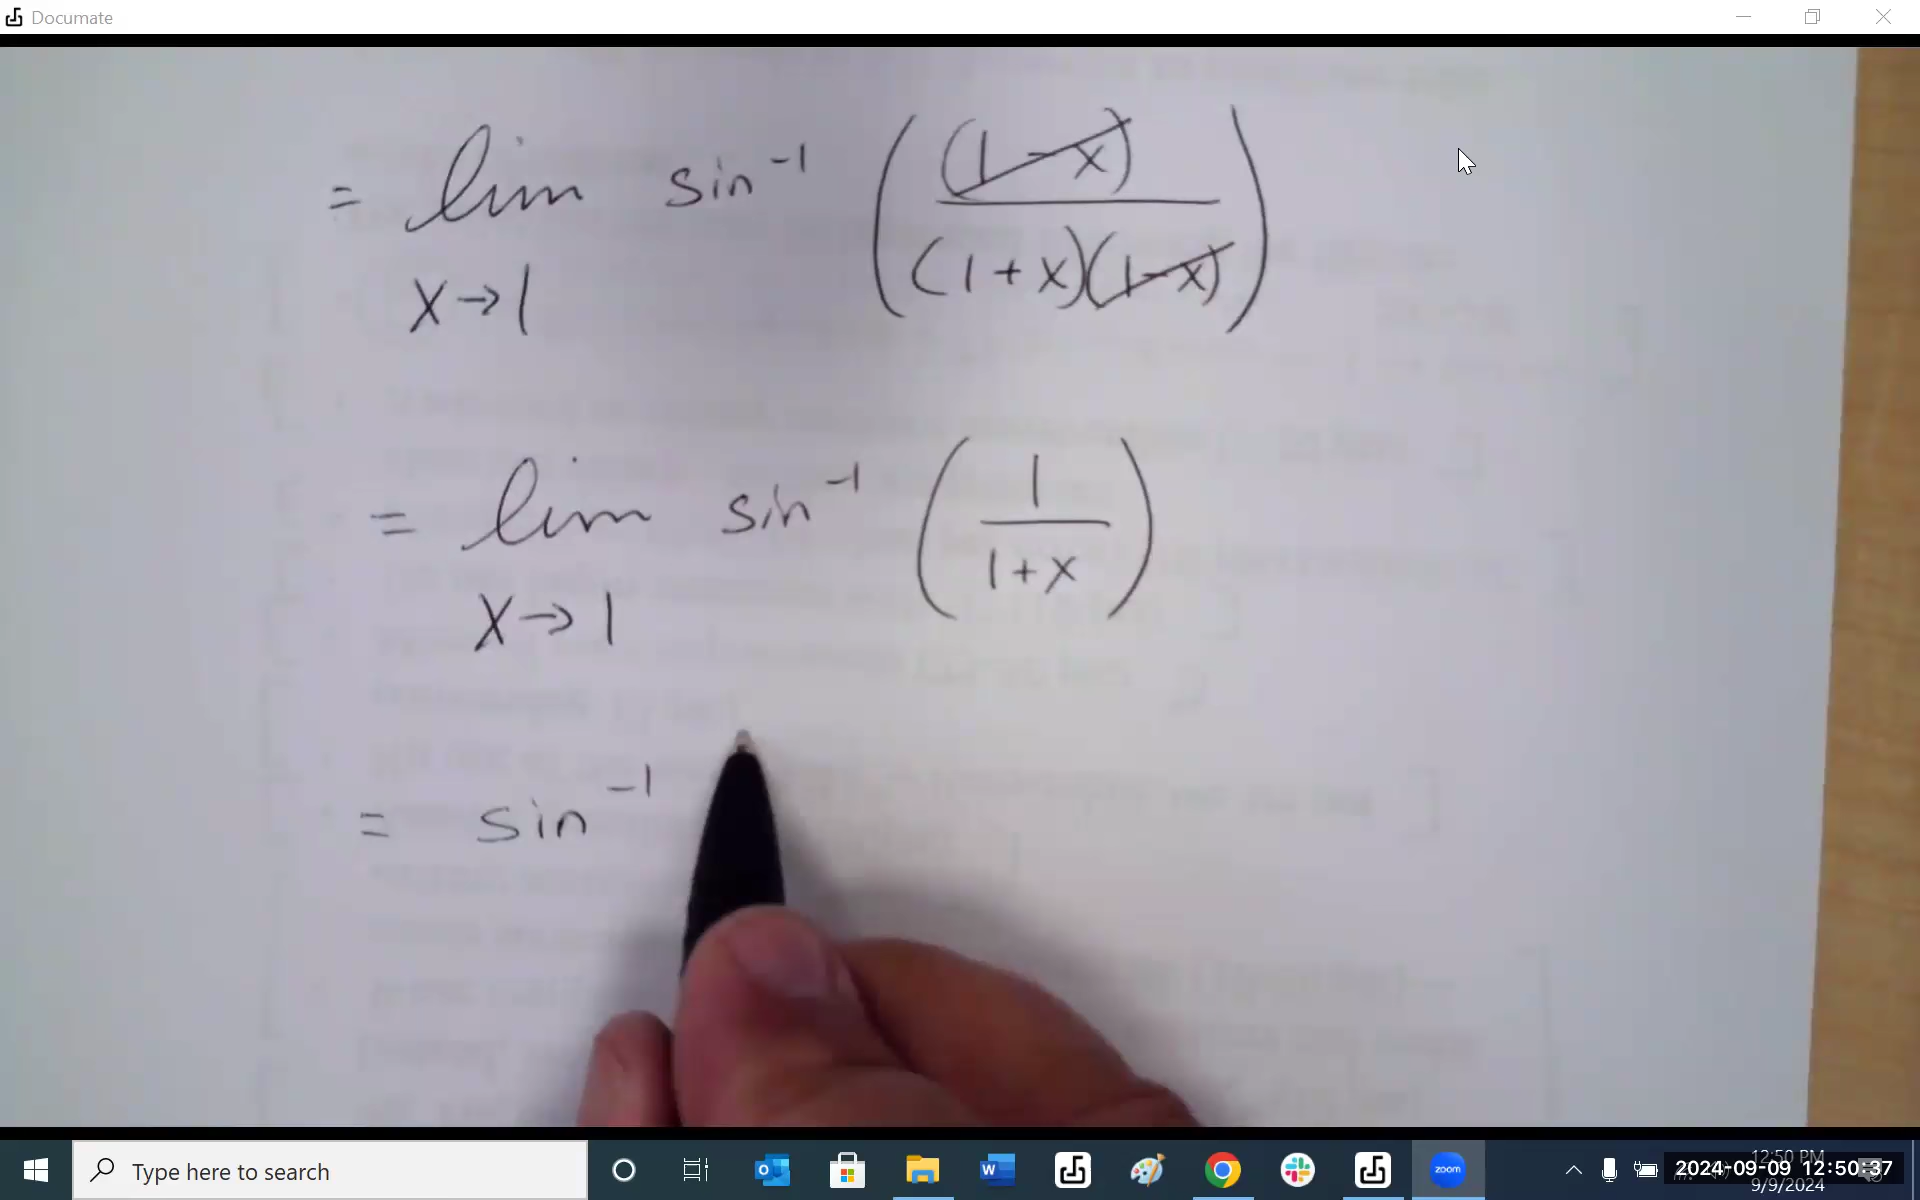 Documate
= lim sin⁻¹ ( (1-x) / (1+x)(1-x) )
x→1
= lim sin⁻¹ ( 1 / 1+x )
x→1
= sin⁻¹
Type here to search
zoom
12:50 PM
2024-09-09 12:50:37
9/9/2024